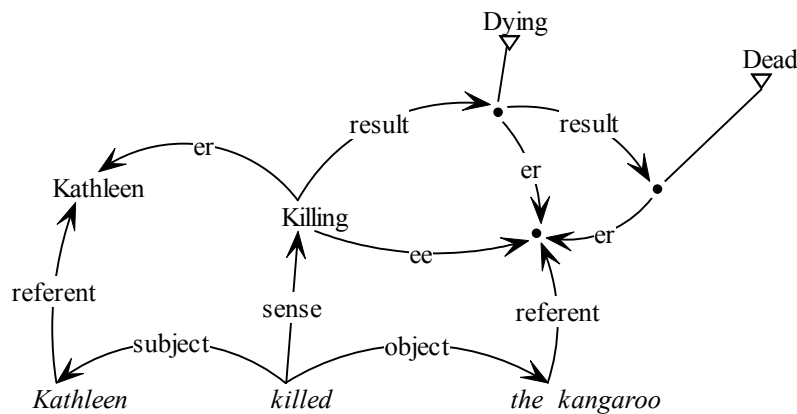 Dying
Dead
result
result
er
er
Kathleen
Killing
er
ee
referent
sense
referent
subject
object
Kathleen
killed
the kangaroo